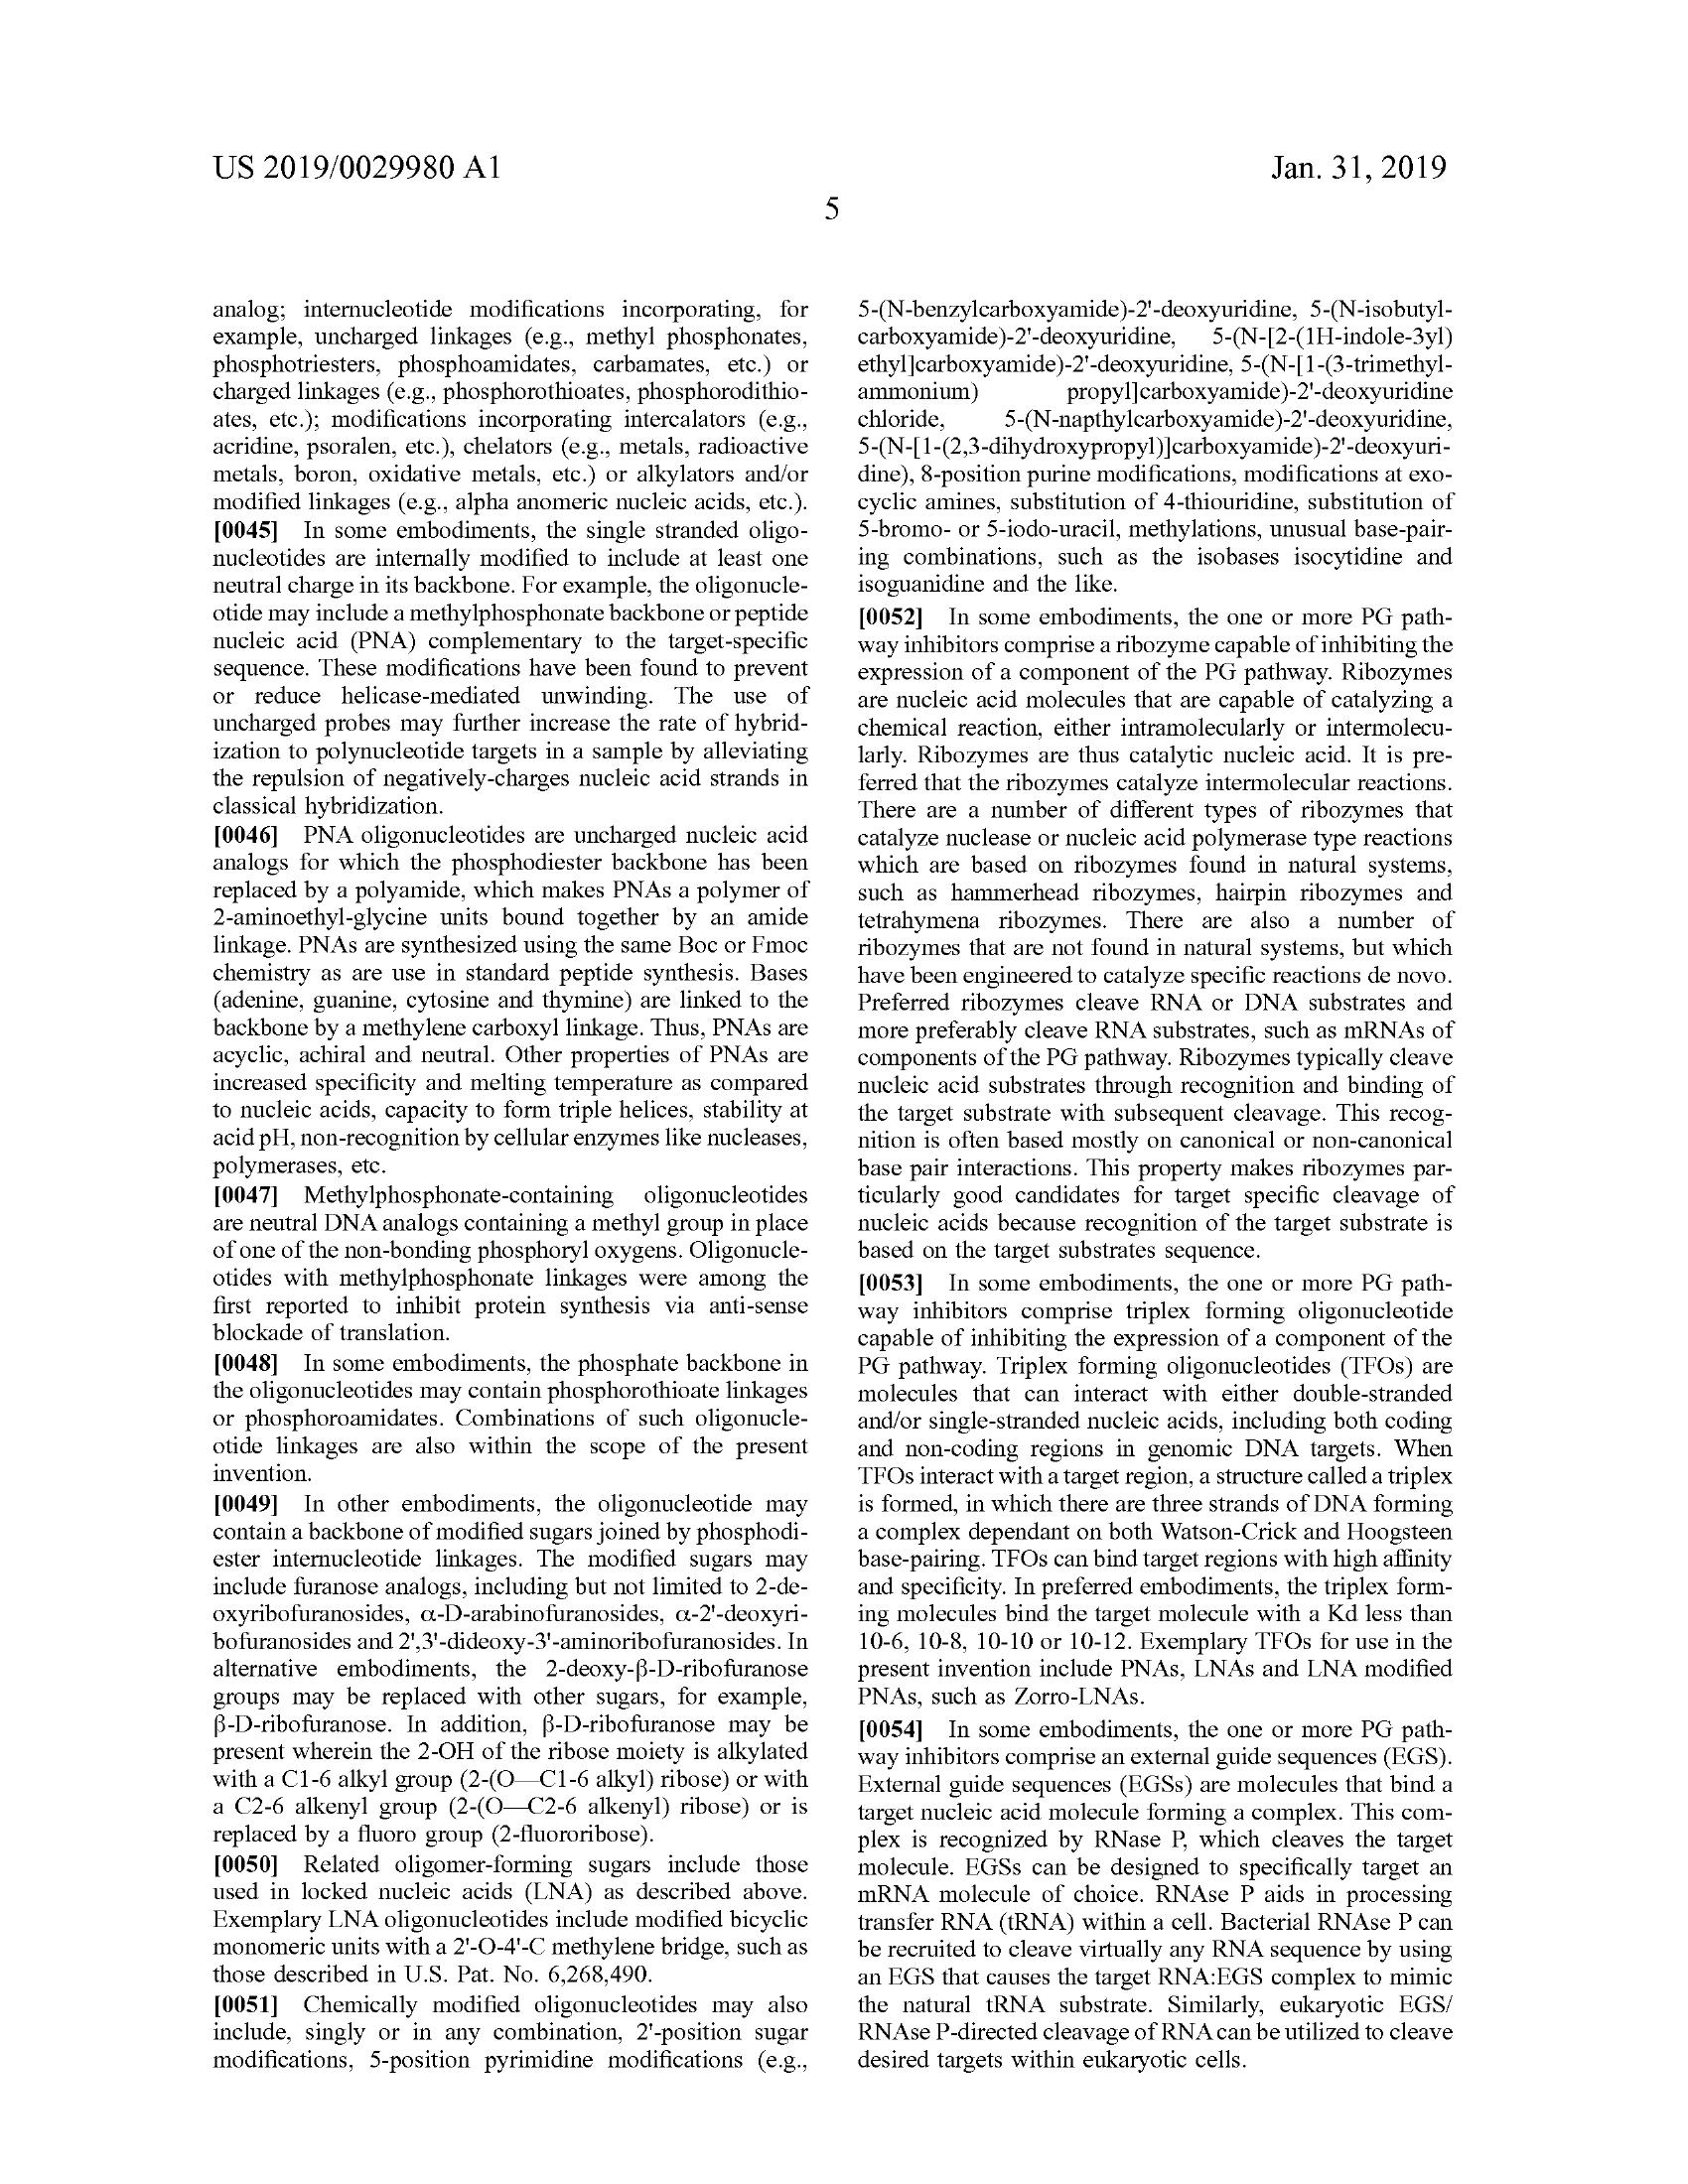 US 2019/0029980 A1
Jan. 31, 2019
5
analog; internucleotide modifications incorporating, for
example, uncharged linkages (e.g., methyl phosphonates,
phosphotriesters, phosphoamidates, carbamates, etc.) or
charged linkages (e.g., phosphorothioates, phosphorodithio-
ates, etc.); modifications incorporating intercalators (e.g.,
acridine, psoralen, etc.), chelators (e.g., metals, radioactive
metals, boron, oxidative metals, etc.) or alkylators and/or
modified linkages (e.g., alpha anomeric nucleic acids, etc.).
[0045] In some embodiments, the single stranded oligo-
nucleotides are internally modified to include at least one
neutral charge in its backbone. For example, the oligonucle-
otide may include a methylphosphonate backbone or peptide
nucleic acid (PNA) complementary to the target-specific
sequence. These modifications have been found to prevent
or reduce helicase-mediated unwinding. The use of
uncharged probes may further increase the rate of hybrid-
ization to polynucleotide targets in a sample by alleviating
the repulsion of negatively-charges nucleic acid strands in
classical hybridization.
[0046] PNA oligonucleotides are uncharged nucleic acid
analogs for which the phosphodiester backbone has been
replaced by a polyamide, which makes PNAs a polymer of
2-aminoethyl-glycine units bound together by an amide
linkage. PNAs are synthesized using the same Boc or Fmoc
chemistry as are use in standard peptide synthesis. Bases
(adenine, guanine, cytosine and thymine) are linked to the
backbone by a methylene carboxyl linkage. Thus, PNAs are
acyclic, achiral and neutral. Other properties of PNAs are
increased specificity and melting temperature as compared
to nucleic acids, capacity to form triple helices, stability at
acid pH, non-recognition by cellular enzymes like nucleases,
polymerases, etc.
[0047] Methylphosphonate-containing oligonucleotides
are neutral DNA analogs containing a methyl group in place
of one of the non-bonding phosphoryl oxygens. Oligonucle-
otides with methylphosphonate linkages were among the
first reported to inhibit protein synthesis via anti-sense
blockade of translation.
[0048] In some embodiments, the phosphate backbone in
the oligonucleotides may contain phosphorothioate linkages
or phosphoroamidates. Combinations of such oligonucle-
otide linkages are also within the scope of the present
invention.
[0049] In other embodiments, the oligonucleotide may
contain a backbone of modified sugars joined by phosphodi-
ester internucleotide linkages. The modified sugars may
include furanose analogs, including but not limited to 2-de-
oxyribofuranosides, α-D-arabinofuranosides, α-2'-deoxyri-
bofuranosides and 2',3'-dideoxy-3'-aminoribofuranosides. In
alternative embodiments, the 2-deoxy-β-D-ribofuranose
groups may be replaced with other sugars, for example,
β-D-ribofuranose. In addition, β-D-ribofuranose may be
present wherein the 2-OH of the ribose moiety is alkylated
with a C1-6 alkyl group (2-(O—C1-6 alkyl) ribose) or with
a C2-6 alkenyl group (2-(O—C2-6 alkenyl) ribose) or is
replaced by a fluoro group (2-fluororibose).
[0050] Related oligomer-forming sugars include those
used in locked nucleic acids (LNA) as described above.
Exemplary LNA oligonucleotides include modified bicyclic
monomeric units with a 2'-O-4'-C methylene bridge, such as
those described in U.S. Pat. No. 6,268,490.
[0051] Chemically modified oligonucleotides may also
include, singly or in any combination, 2'-position sugar
modifications, 5-position pyrimidine modifications (e.g.,
5-(N-benzylcarboxyamide)-2'-deoxyuridine, 5-(N-isobutyl-
carboxyamide)-2'-deoxyuridine, 5-(N-[2-(1H-indole-3yl)
ethyl]carboxyamide)-2'-deoxyuridine, 5-(N-[1-(3-trimethyl-
ammonium) propyl]carboxyamide)-2'-deoxyuridine
chloride, 5-(N-napthylcarboxyamide)-2'-deoxyuridine,
5-(N-[1-(2,3-dihydroxypropyl)]carboxyamide)-2'-deoxyuri-
dine), 8-position purine modifications, modifications at exo-
cyclic amines, substitution of 4-thiouridine, substitution of
5-bromo- or 5-iodo-uracil, methylations, unusual base-pair-
ing combinations, such as the isobases isocytidine and
isoguanidine and the like.
[0052] In some embodiments, the one or more PG path-
way inhibitors comprise a ribozyme capable of inhibiting the
expression of a component of the PG pathway. Ribozymes
are nucleic acid molecules that are capable of catalyzing a
chemical reaction, either intramolecularly or intermolecu-
larly. Ribozymes are thus catalytic nucleic acid. It is pre-
ferred that the ribozymes catalyze intermolecular reactions.
There are a number of different types of ribozymes that
catalyze nuclease or nucleic acid polymerase type reactions
which are based on ribozymes found in natural systems,
such as hammerhead ribozymes, hairpin ribozymes and
tetrahymena ribozymes. There are also a number of
ribozymes that are not found in natural systems, but which
have been engineered to catalyze specific reactions de novo.
Preferred ribozymes cleave RNA or DNA substrates and
more preferably cleave RNA substrates, such as mRNAs of
components of the PG pathway. Ribozymes typically cleave
nucleic acid substrates through recognition and binding of
the target substrate with subsequent cleavage. This recog-
nition is often based mostly on canonical or non-canonical
base pair interactions. This property makes ribozymes par-
ticularly good candidates for target specific cleavage of
nucleic acids because recognition of the target substrate is
based on the target substrates sequence.
[0053] In some embodiments, the one or more PG path-
way inhibitors comprise triplex forming oligonucleotide
capable of inhibiting the expression of a component of the
PG pathway. Triplex forming oligonucleotides (TFOs) are
molecules that can interact with either double-stranded
and/or single-stranded nucleic acids, including both coding
and non-coding regions in genomic DNA targets. When
TFOs interact with a target region, a structure called a triplex
is formed, in which there are three strands of DNA forming
a complex dependant on both Watson-Crick and Hoogsteen
base-pairing. TFOs can bind target regions with high affinity
and specificity. In preferred embodiments, the triplex form-
ing molecules bind the target molecule with a Kd less than
10-6, 10-8, 10-10 or 10-12. Exemplary TFOs for use in the
present invention include PNAs, LNAs and LNA modified
PNAs, such as Zorro-LNAs.
[0054] In some embodiments, the one or more PG path-
way inhibitors comprise an external guide sequences (EGS).
External guide sequences (EGSs) are molecules that bind a
target nucleic acid molecule forming a complex. This com-
plex is recognized by RNase P, which cleaves the target
molecule. EGSs can be designed to specifically target an
mRNA molecule of choice. RNAse P aids in processing
transfer RNA (tRNA) within a cell. Bacterial RNAse P can
be recruited to cleave virtually any RNA sequence by using
an EGS that causes the target RNA:EGS complex to mimic
the natural tRNA substrate. Similarly, eukaryotic EGS/
RNAse P-directed cleavage of RNA can be utilized to cleave
desired targets within eukaryotic cells.